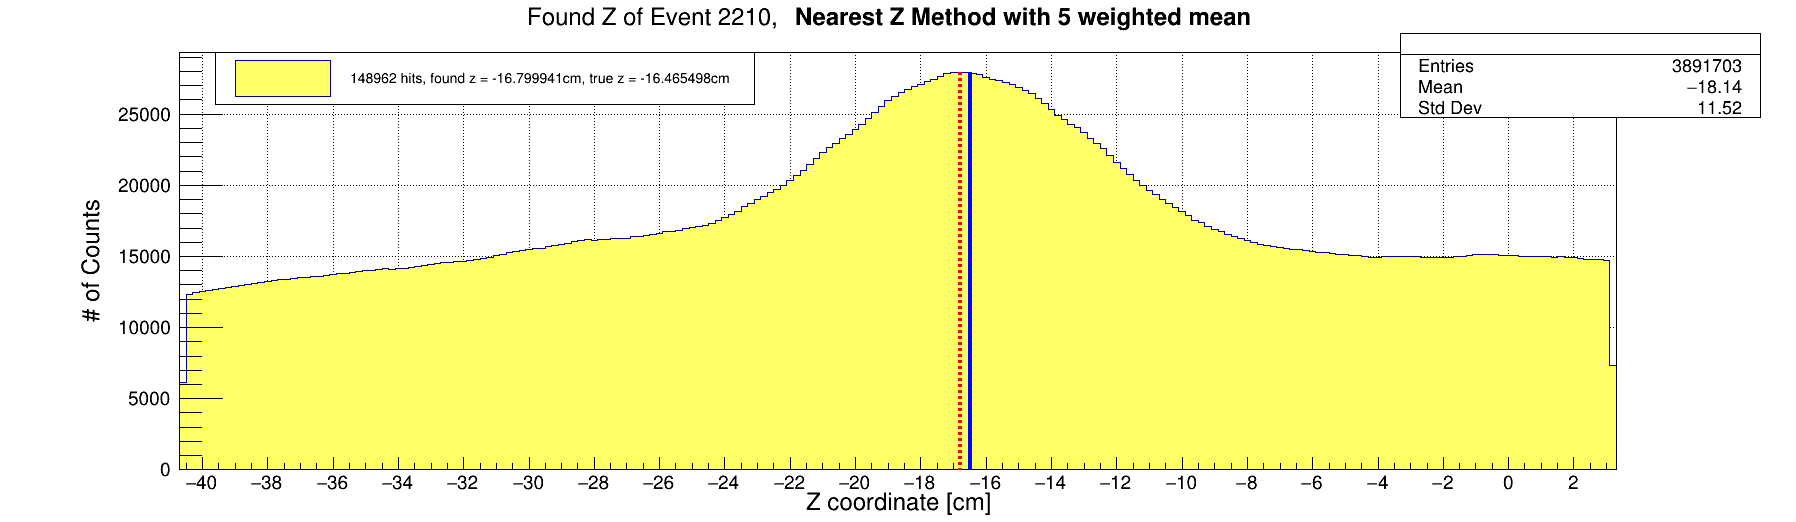 Found Z of Event 2210, Nearest Z Method with 5 weighted mean
148962 hits, found z = -16.799941cm, true z = -16.465498cm
Entries 3891703
Mean −18.14
Std Dev 11.52
# of Counts
25000
20000
15000
10000
5000
0
−40 −38 −36 −34 −32 −30 −28 −26 −24 −22 −20 −18 −16 −14 −12 −10 −8 −6 −4 −2 0 2
Z coordinate [cm]